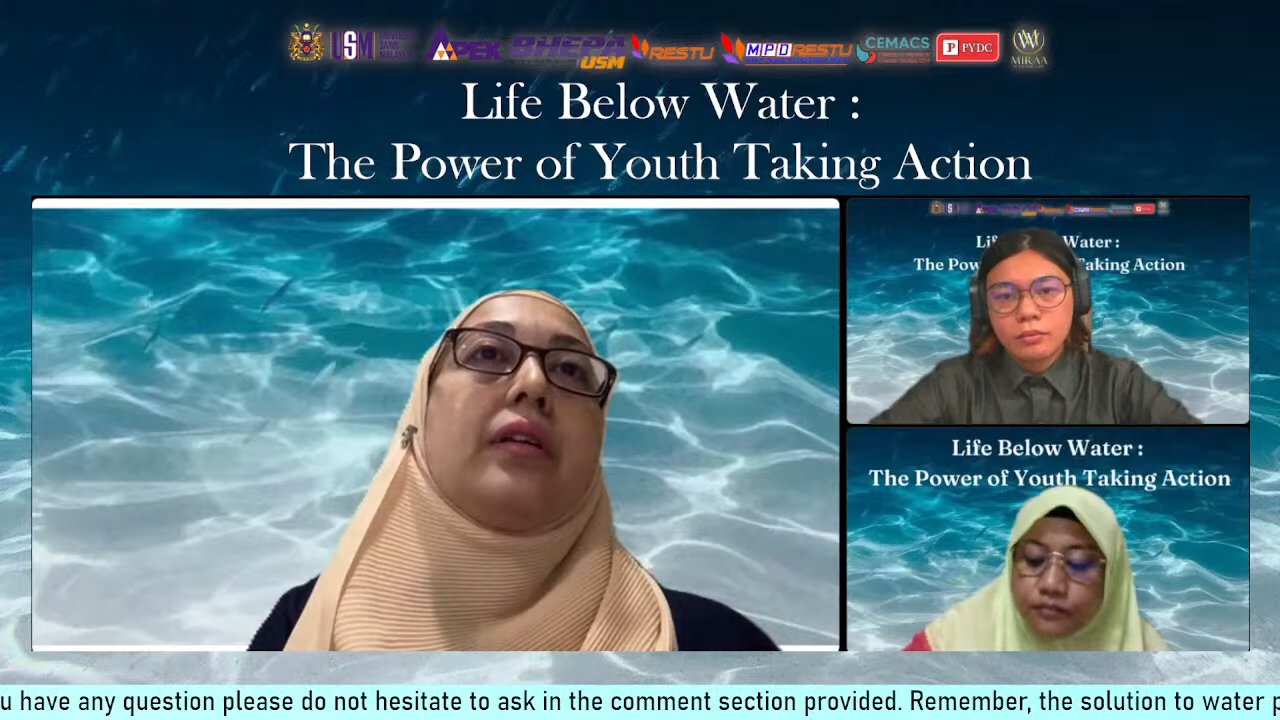 USM
APEX
BHEPA
USM
RESTU
MPD RESTU
CEMACS
P PYDC
MIRAA
Life Below Water :
The Power of Youth Taking Action
Life Below Water :
The Power of Youth Taking Action
u have any question please do not hesitate to ask in the comment section provided. Remember, the solution to water p